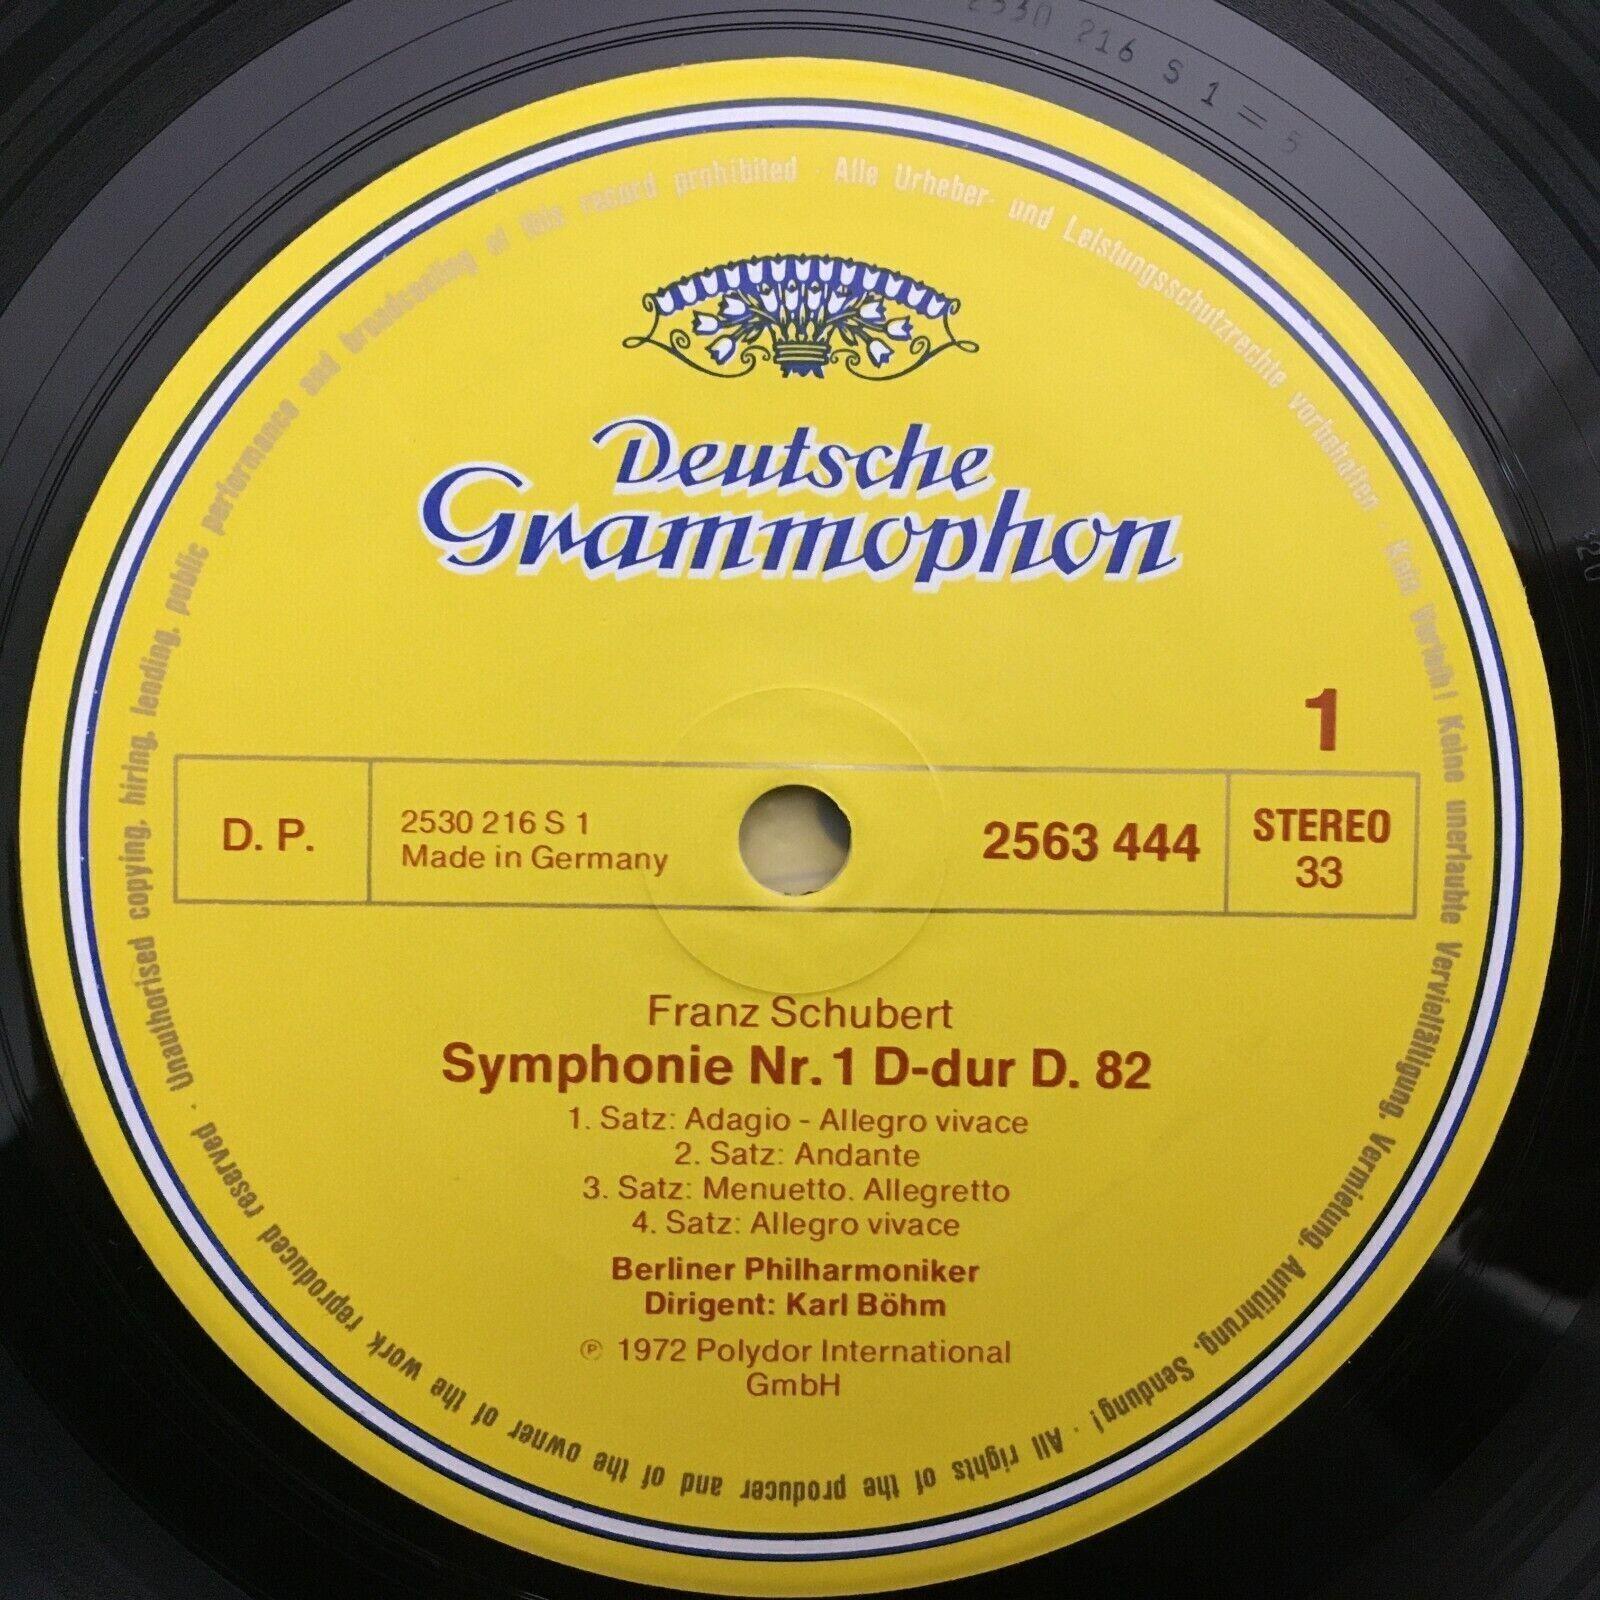 2530 216 S 1 = 5
Deutsche
Grammophon
1
D. P.
2530 216 S 1
Made in Germany
2563 444
STEREO
33
Franz Schubert
Symphonie Nr. 1 D-dur D. 82
1. Satz: Adagio - Allegro vivace
2. Satz: Andante
3. Satz: Menuetto. Allegretto
4. Satz: Allegro vivace
Berliner Philharmoniker
Dirigent: Karl Böhm
℗ 1972 Polydor International
GmbH
Alle Urheber- und Leistungsschutzrechte vorbehalten · Kein Verleih! Keine unerlaubte Vervielfältigung, Vermietung, Aufführung, Sendung! · All rights of the producer and of the owner of the work reproduced reserved · Unauthorised copying, hiring, lending, public performance and broadcasting of this record prohibited ·